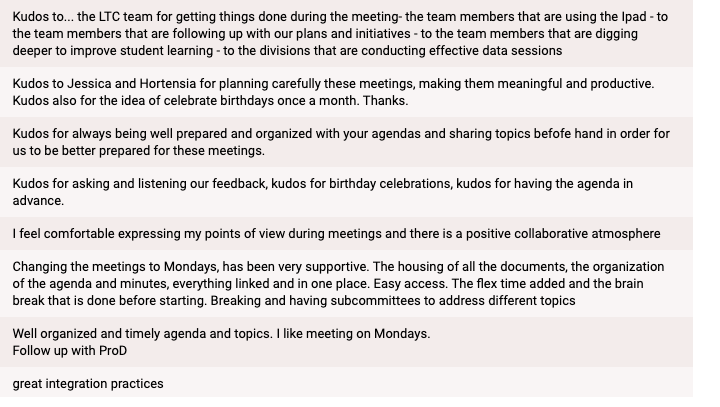 Kudos to... the LTC team for getting things done during the meeting- the team members that are using the Ipad - to
the team members that are following up with our plans and initiatives - to the team members that are digging
deeper to improve student learning - to the divisions that are conducting effective data sessions
Kudos to Jessica and Hortensia for planning carefully these meetings, making them meaningful and productive.
Kudos also for the idea of celebrate birthdays once a month. Thanks.
Kudos for always being well prepared and organized with your agendas and sharing topics befofe hand in order for
us to be better prepared for these meetings.
Kudos for asking and listening our feedback, kudos for birthday celebrations, kudos for having the agenda in
advance.
I feel comfortable expressing my points of view during meetings and there is a positive collaborative atmosphere
Changing the meetings to Mondays, has been very supportive. The housing of all the documents, the organization
of the agenda and minutes, everything linked and in one place. Easy access. The flex time added and the brain
break that is done before starting. Breaking and having subcommittees to address different topics
Well organized and timely agenda and topics. I like meeting on Mondays.
Follow up with ProD
great integration practices